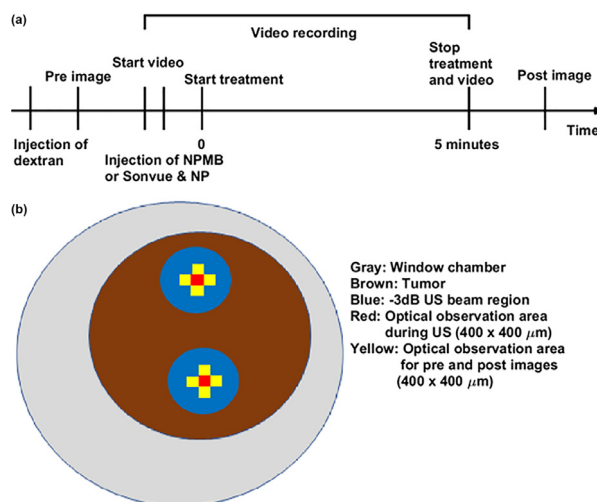 (a)
Video recording
Start video
Stop
treatment
and video
Pre image
Start treatment
Post image
Injection of
dextran
0
Injection of NPMB
or Sonvue & NP
5 minutes
Time
(b)
Gray: Window chamber
Brown: Tumor
Blue: -3dB US beam region
Red: Optical observation area
during US (400 x 400 μm)
Yellow: Optical observation area
for pre and post images
(400 x 400 μm)